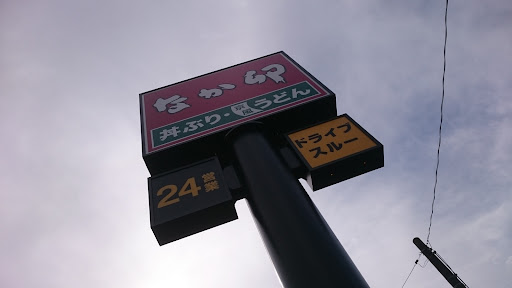 なか卯
丼ぶり・京風うどん
ドライブ
スルー
24営業